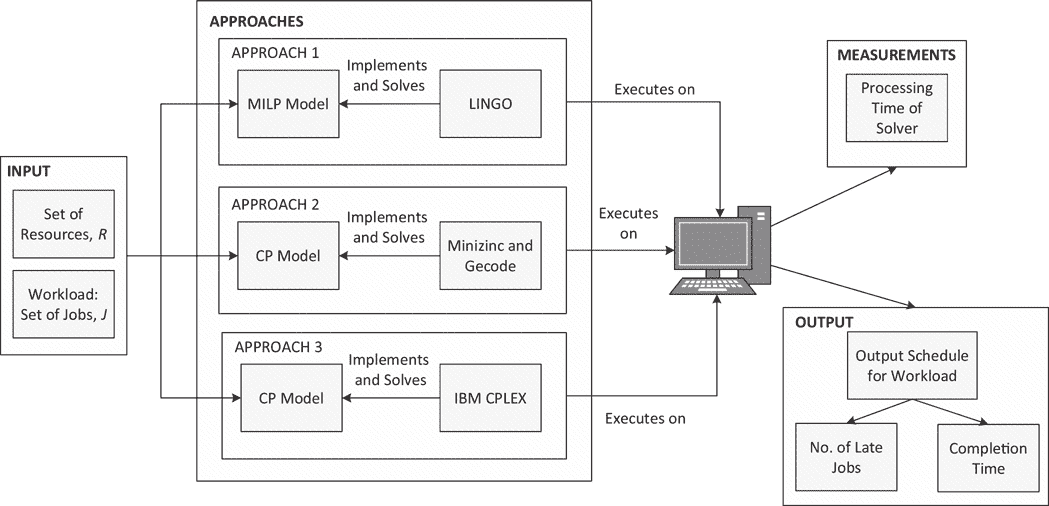 INPUT
Set of
Resources, R
Workload:
Set of Jobs, J
APPROACHES
APPROACH 1
MILP Model
Implements
and Solves
LINGO
Executes on
APPROACH 2
CP Model
Implements
and Solves
Minizinc and
Gecode
Executes
on
APPROACH 3
CP Model
Implements
and Solves
IBM CPLEX
Executes on
MEASUREMENTS
Processing
Time of
Solver
OUTPUT
Output Schedule
for Workload
No. of Late
Jobs
Completion
Time